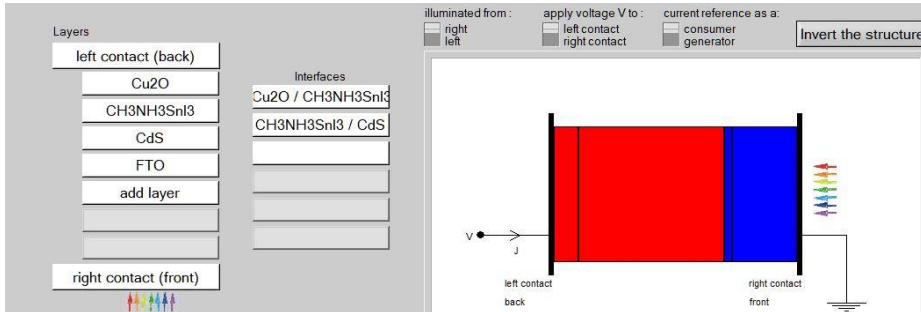 Layers
left contact (back)
Cu2O
CH3NH3SnI3
CdS
FTO
add layer
right contact (front)
Interfaces
Cu2O / CH3NH3SnI3
CH3NH3SnI3 / CdS
illuminated from :
right
left
apply voltage V to :
left contact
right contact
current reference as a:
consumer
generator
Invert the structure
V
J
left contact
back
right contact
front